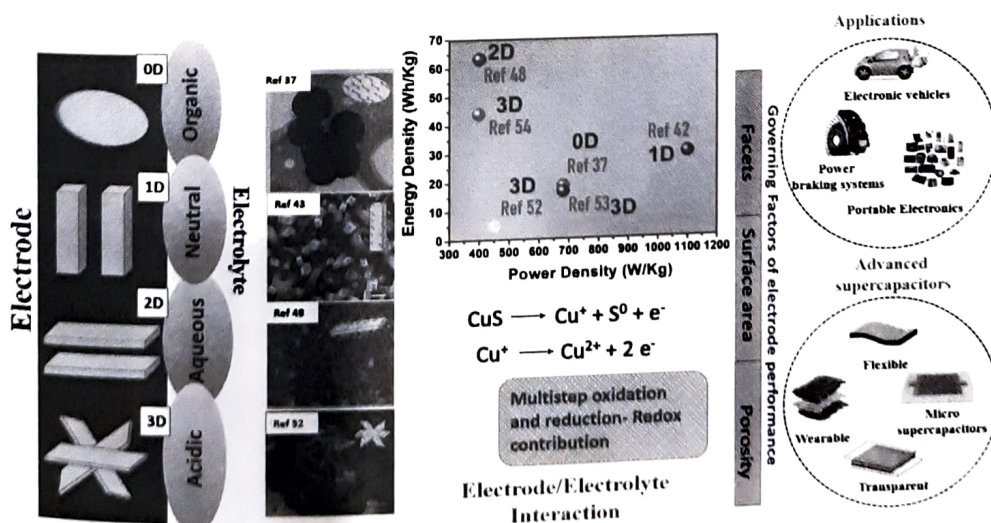 Electrode
0D
1D
2D
3D
Organic
Neutral
Aqueous
Acidic
Electrolyte
Ref 37
Ref 43
Ref 49
Ref 52
Energy Density (Wh/Kg)
70
60
50
40
30
20
10
0
2D
Ref 48
3D
Ref 54
0D
Ref 37
Ref 42
1D
3D
Ref 52
Ref 53
3D
300 400 500 600 700 800 900 1000 1100 1200
Power Density (W/Kg)
CuS ⟶ Cu⁺ + S⁰ + e⁻
Cu⁺ ⟶ Cu²⁺ + 2 e⁻
Multistep oxidation
and reduction- Redox
contribution
Electrode/Electrolyte
Interaction
Facets
Surface area
Porosity
Governing Factors of electrode performance
Applications
Electronic vehicles
Power
braking systems
Portable Electronics
Advanced
supercapacitors
Flexible
Wearable
Micro
supercapacitors
Transparent